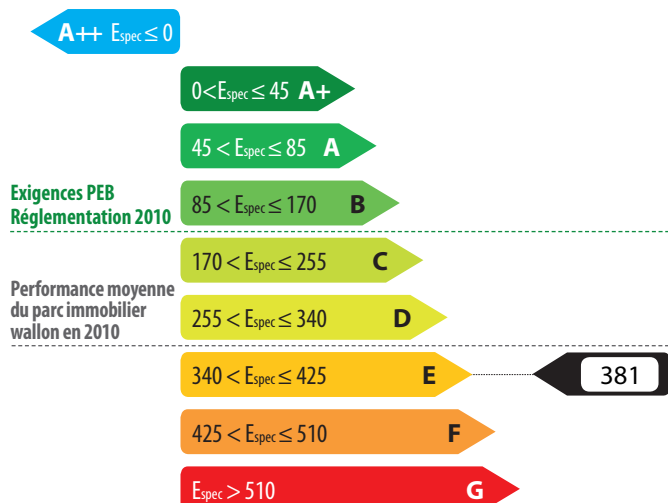 A++ Espec ≤ 0
0<Espec ≤ 45 A+
45 < Espec ≤ 85 A
Exigences PEB
Réglementation 2010
85 < Espec ≤ 170 B
170 < Espec ≤ 255 C
Performance moyenne
du parc immobilier
wallon en 2010
255 < Espec ≤ 340 D
340 < Espec ≤ 425 E
381
425 < Espec ≤ 510 F
Espec > 510 G